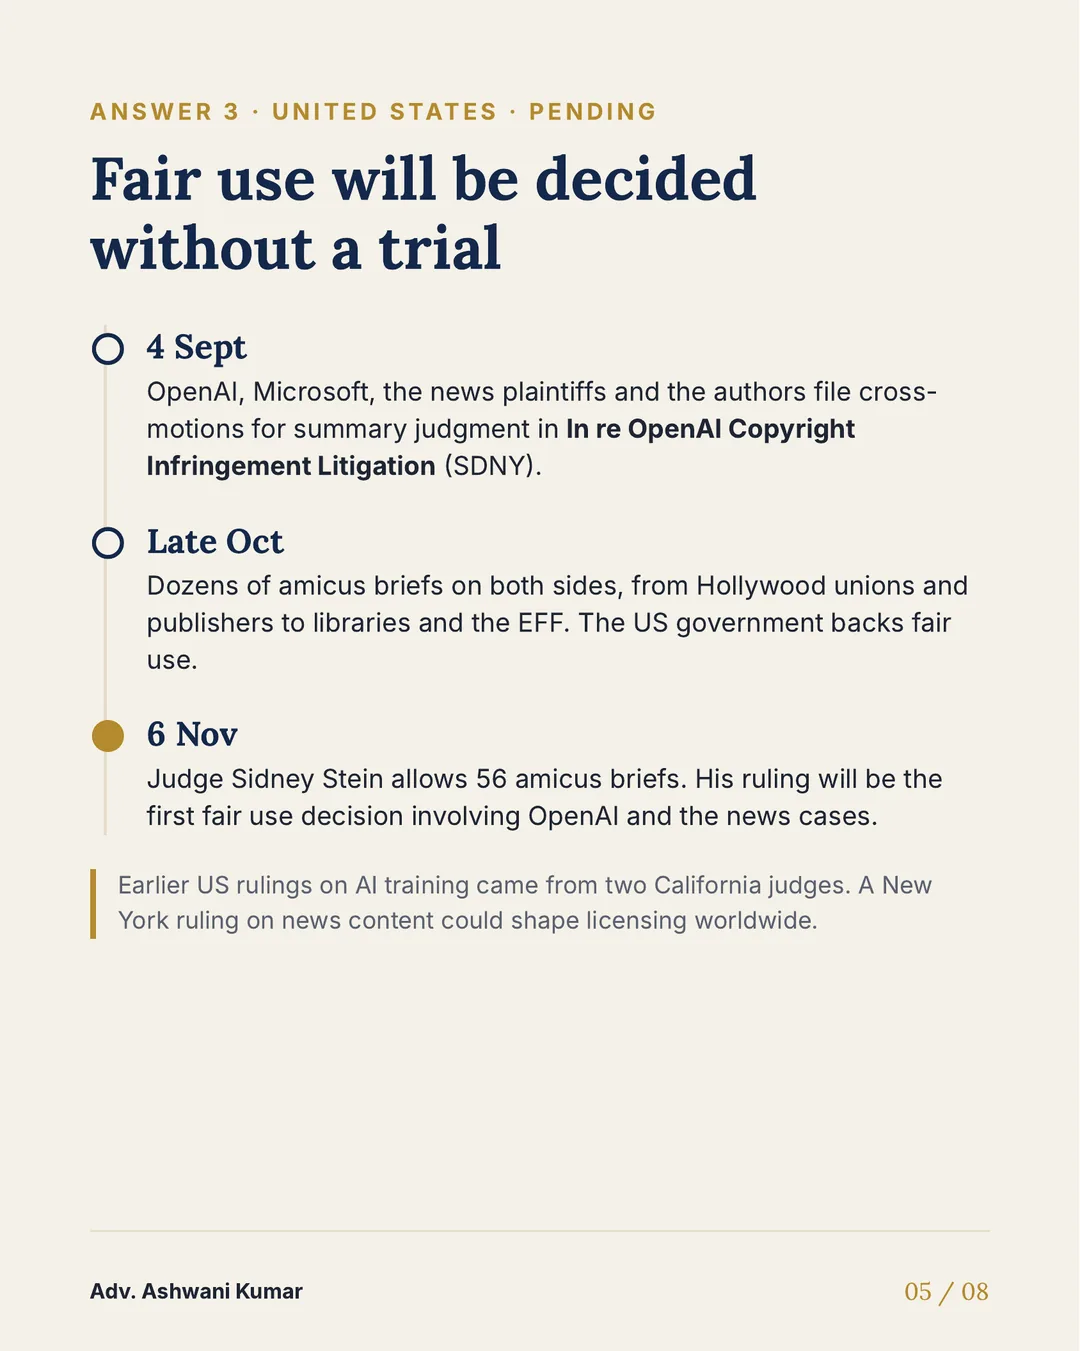 ANSWER 3 · UNITED STATES · PENDING
Fair use will be decided
without a trial
4 Sept
OpenAI, Microsoft, the news plaintiffs and the authors file cross-
motions for summary judgment in In re OpenAI Copyright
Infringement Litigation (SDNY).
Late Oct
Dozens of amicus briefs on both sides, from Hollywood unions and
publishers to libraries and the EFF. The US government backs fair
use.
6 Nov
Judge Sidney Stein allows 56 amicus briefs. His ruling will be the
first fair use decision involving OpenAI and the news cases.
Earlier US rulings on AI training came from two California judges. A New
York ruling on news content could shape licensing worldwide.
Adv. Ashwani Kumar
05 / 08